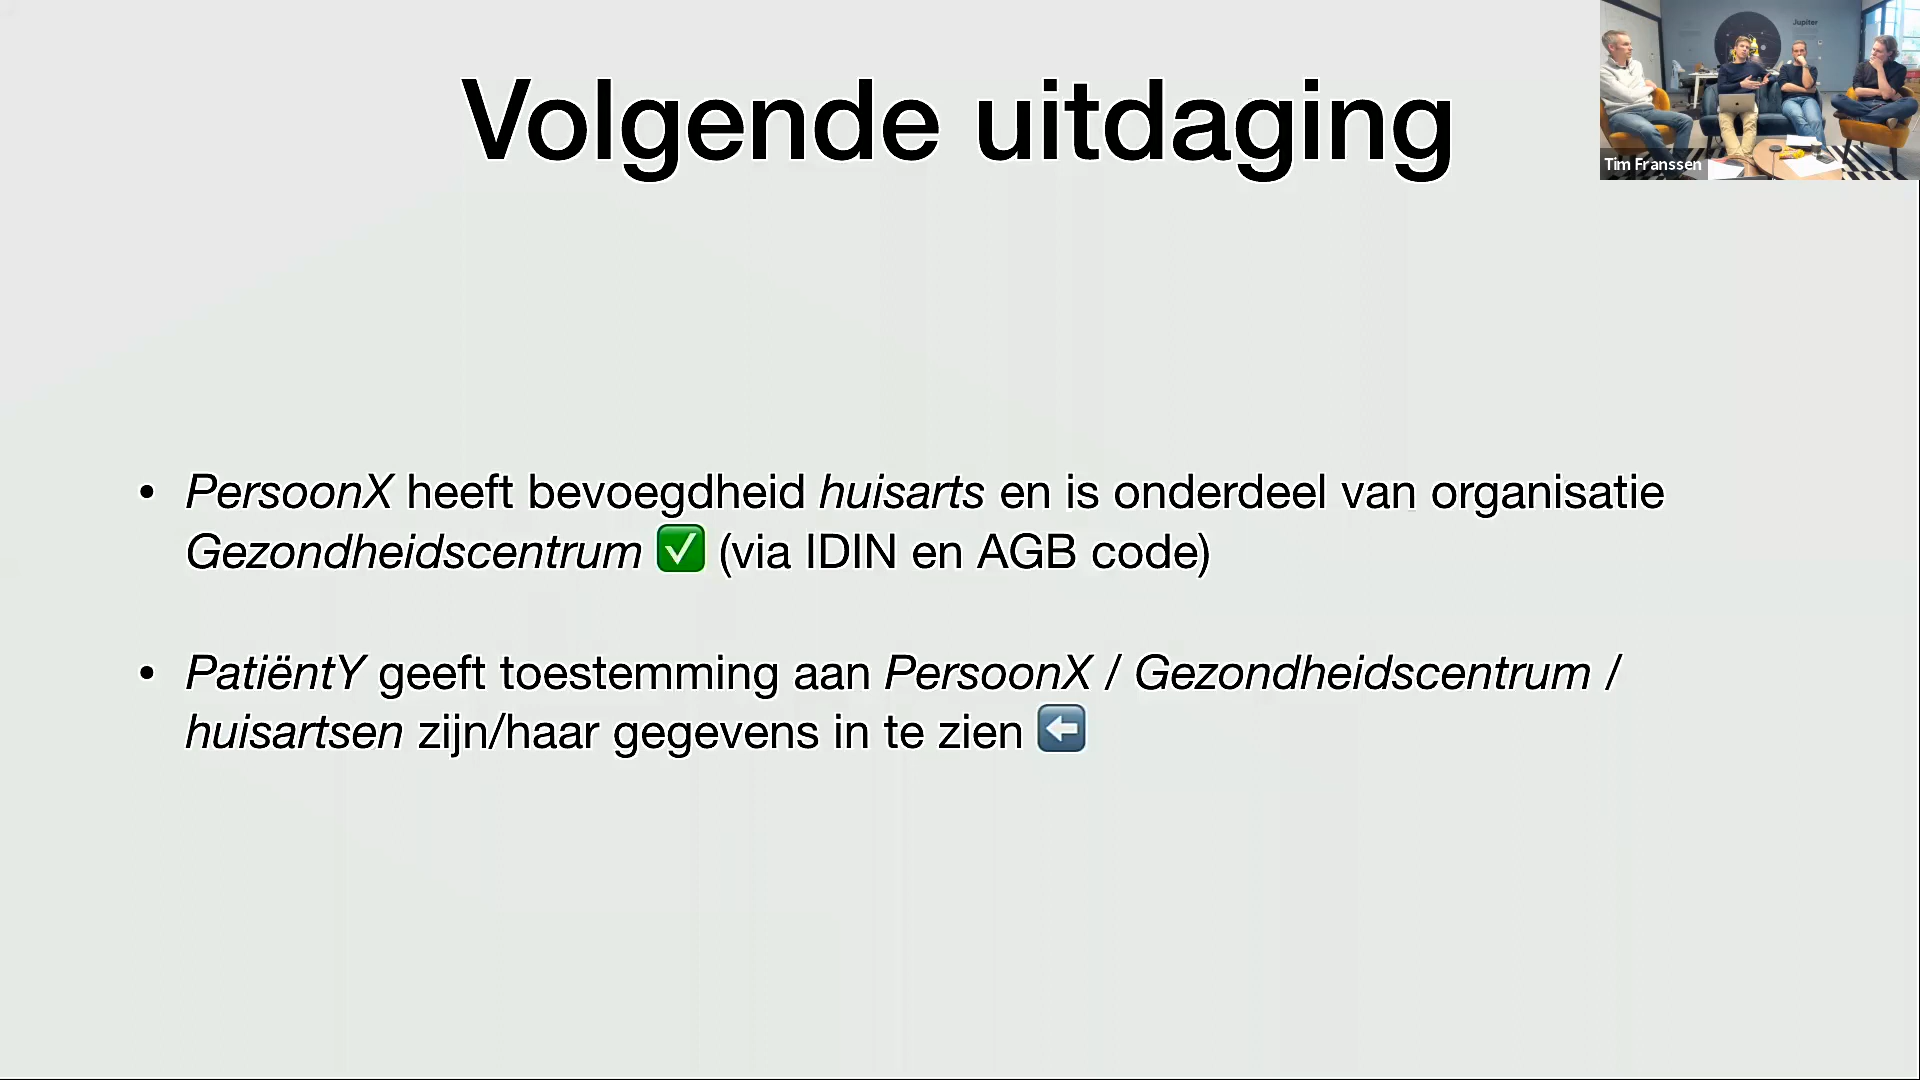 Volgende uitdaging
Jupiter
Tim Franssen
• PersoonX heeft bevoegdheid huisarts en is onderdeel van organisatie
Gezondheidscentrum ✅ (via IDIN en AGB code)
• PatiëntY geeft toestemming aan PersoonX / Gezondheidscentrum /
huisartsen zijn/haar gegevens in te zien ⬅️